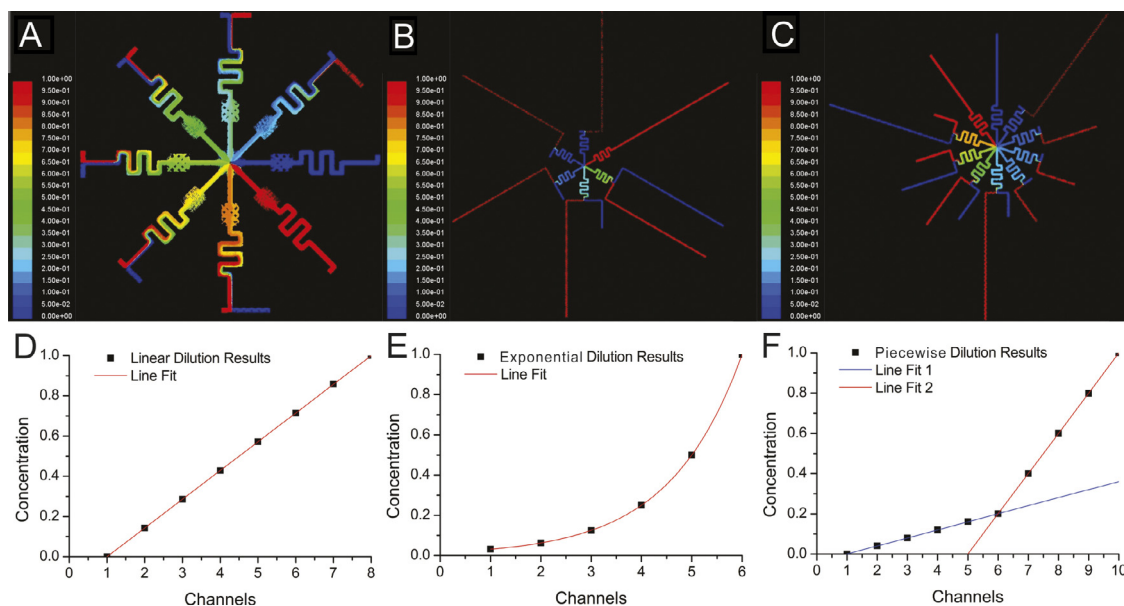 A
B
C
1.00e+00
9.50e-01
9.00e-01
8.50e-01
8.00e-01
7.50e-01
7.00e-01
6.50e-01
6.00e-01
5.50e-01
5.00e-01
4.50e-01
4.00e-01
3.50e-01
3.00e-01
2.50e-01
2.00e-01
1.50e-01
1.00e-01
5.00e-02
0.00e+00
1.00e+00
9.50e-01
9.00e-01
8.50e-01
8.00e-01
7.50e-01
7.00e-01
6.50e-01
6.00e-01
5.50e-01
5.00e-01
4.50e-01
4.00e-01
3.50e-01
3.00e-01
2.50e-01
2.00e-01
1.50e-01
1.00e-01
5.00e-02
0.00e+00
1.00e+00
9.50e-01
9.00e-01
8.50e-01
8.00e-01
7.50e-01
7.00e-01
6.50e-01
6.00e-01
5.50e-01
5.00e-01
4.50e-01
4.00e-01
3.50e-01
3.00e-01
2.50e-01
2.00e-01
1.50e-01
1.00e-01
5.00e-02
0.00e+00
D
Linear Dilution Results
Line Fit
Concentration
1.0
0.8
0.6
0.4
0.2
0.0
0 1 2 3 4 5 6 7 8
Channels
E
Exponential Dilution Results
Line Fit
Concentration
1.0
0.8
0.6
0.4
0.2
0.0
0 1 2 3 4 5 6
Channels
F
Piecewise Dilution Results
Line Fit 1
Line Fit 2
Concentration
1.0
0.8
0.6
0.4
0.2
0.0
0 1 2 3 4 5 6 7 8 9 10
Channels